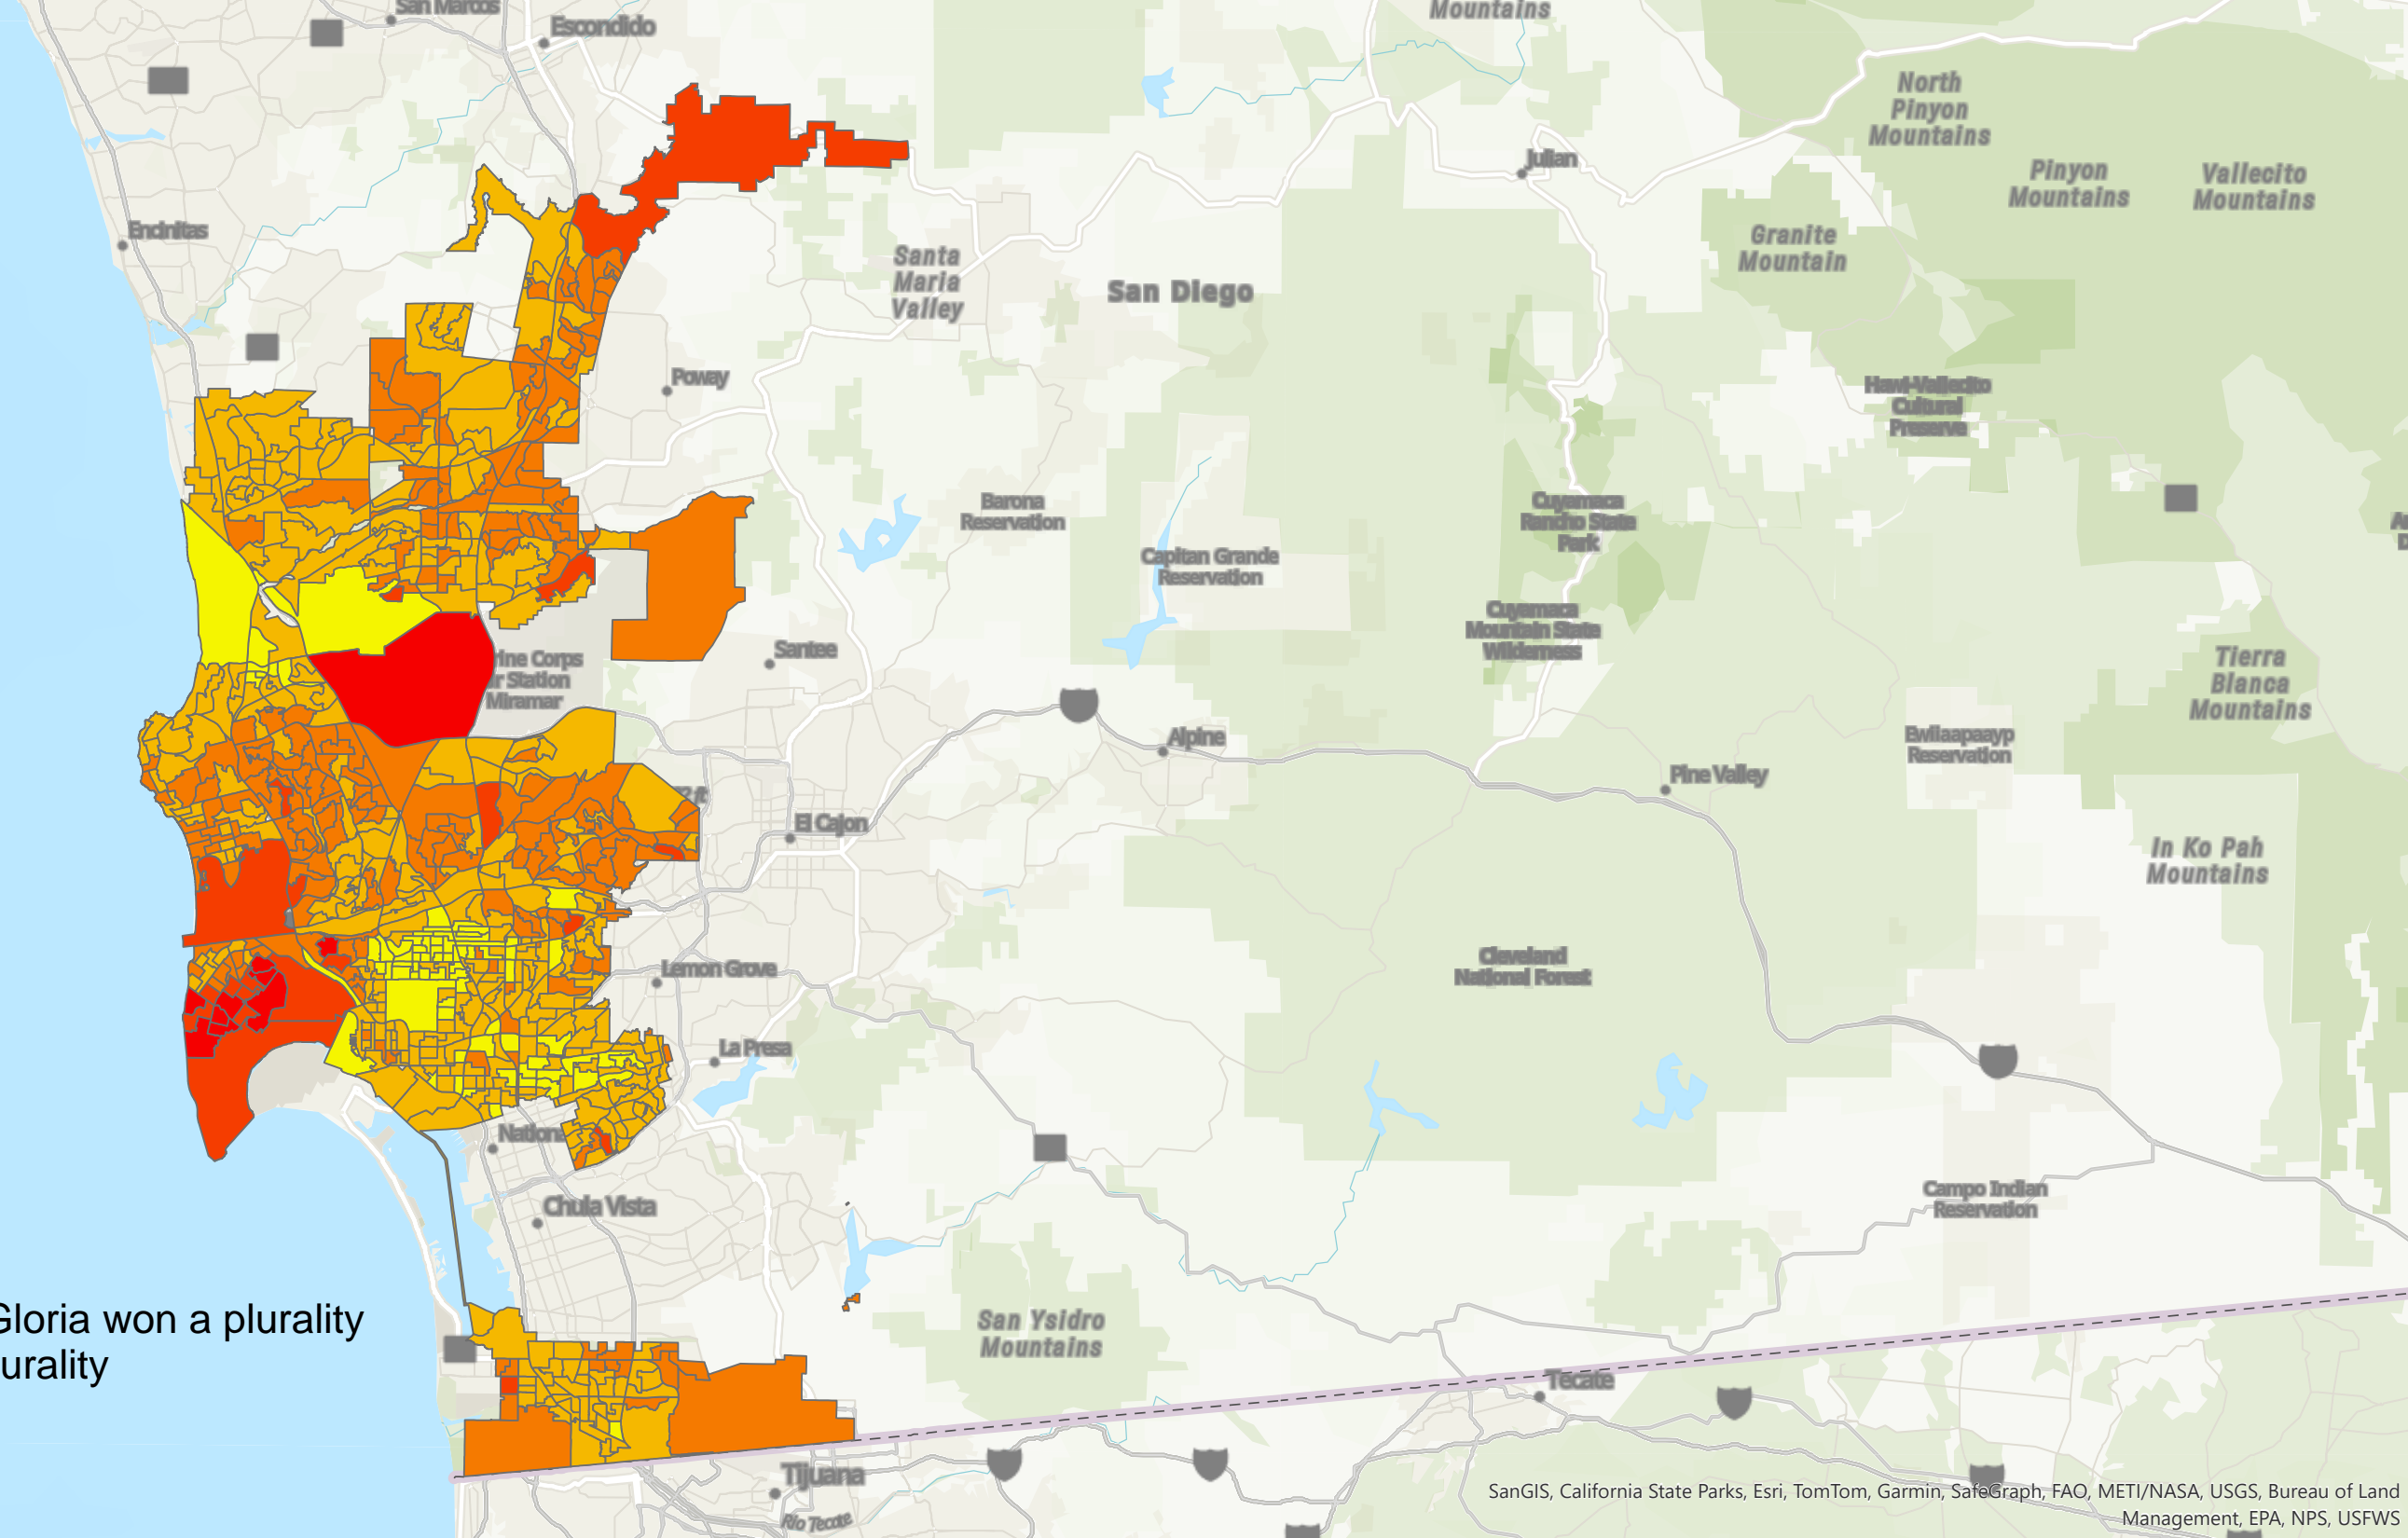 San Marcos
Escondido
Mountains
North
Pinyon
Mountains
Julian
Pinyon
Mountains
Vallecito
Mountains
Encinitas
Granite
Mountain
Santa
Maria
Valley
San Diego
Poway
Hawi-Vallecito
Cultural
Preserve
Barona
Reservation
Cuyamaca
Rancho State
Park
Capitan Grande
Reservation
Cuyamaca
Mountain State
Wilderness
Santee
rine Corps
ir Station
Miramar
Tierra
Blanca
Mountains
Alpine
Ewiiaapaayp
Reservation
Pine Valley
El Cajon
In Ko Pah
Mountains
Lemon Grove
Cleveland
National Forest
La Presa
Nationa
Chula Vista
Campo Indian
Reservation
Gloria won a plurality
urality
San Ysidro
Mountains
Tecate
Tijuana
Río Tecate
SanGIS, California State Parks, Esri, TomTom, Garmin, SafeGraph, FAO, METI/NASA, USGS, Bureau of Land
Management, EPA, NPS, USFWS